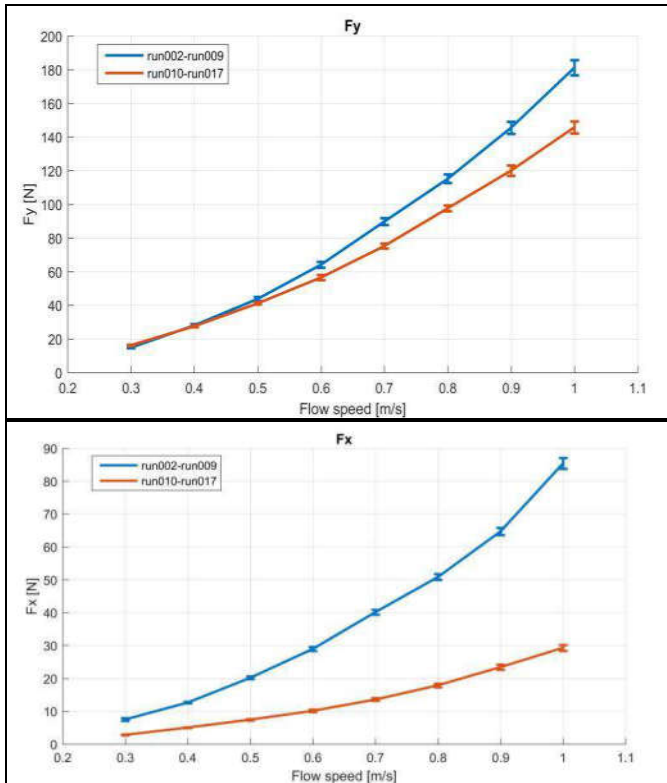 Fy
run002-run009
run010-run017
Fy [N]
200
180
160
140
120
100
80
60
40
20
0
0.2 0.3 0.4 0.5 0.6 0.7 0.8 0.9 1 1.1
Flow speed [m/s]
Fx
run002-run009
run010-run017
Fx [N]
90
80
70
60
50
40
30
20
10
0
0.2 0.3 0.4 0.5 0.6 0.7 0.8 0.9 1 1.1
Flow speed [m/s]